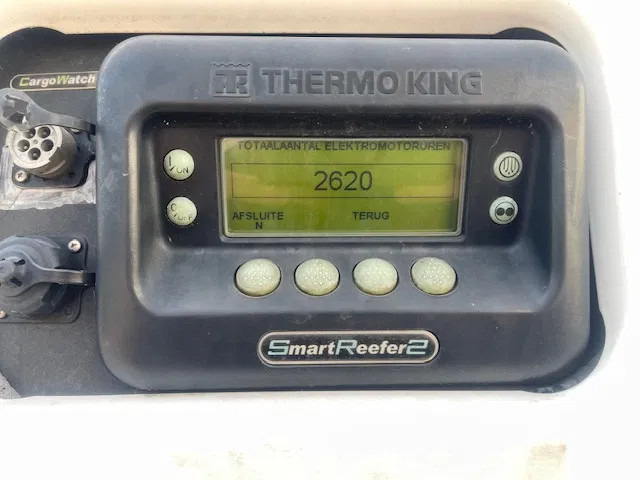 CargoWatch
THERMO KING
TOTAALAANTAL ELEKTROMOTORUREN
I/ON
2620
O/OFF
AFSLUITE
N
TERUG
SmartReefer2